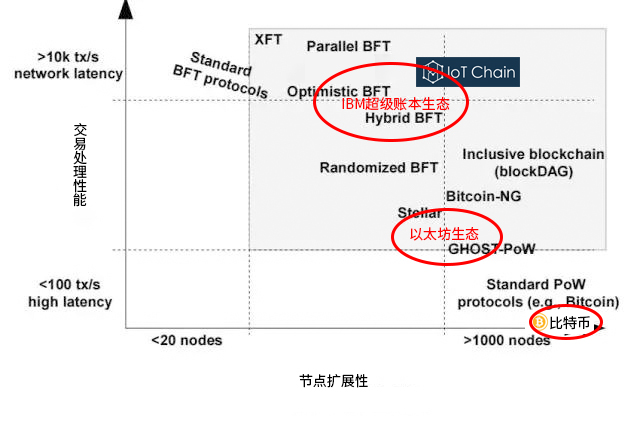 >10k tx/s
network latency
交易处理性能
<100 tx/s
high latency
XFT
Parallel BFT
Standard
BFT protocols
IoT Chain
Optimistic BFT
IBM超级账本生态
Hybrid BFT
Randomized BFT
Inclusive blockchain
(blockDAG)
Bitcoin-NG
Stellar
以太坊生态
GHOST-PoW
Standard PoW
protocols (e.g., Bitcoin)
比特币
<20 nodes
>1000 nodes
节点扩展性